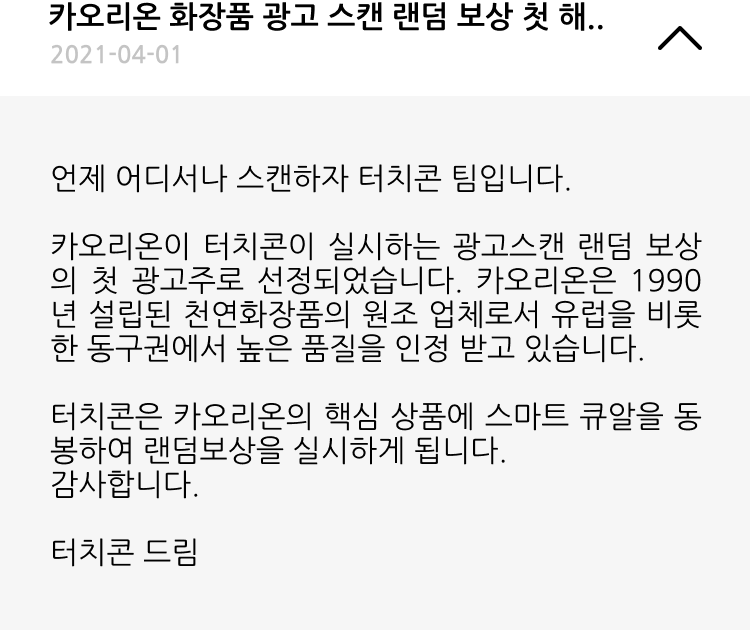 카오리온 화장품 광고 스캔 랜덤 보상 첫 해..
2021-04-01
언제 어디서나 스캔하자 터치콘 팀입니다.
카오리온이 터치콘이 실시하는 광고스캔 랜덤 보상
의 첫 광고주로 선정되었습니다. 카오리온은 1990
년 설립된 천연화장품의 원조 업체로서 유럽을 비롯
한 동구권에서 높은 품질을 인정 받고 있습니다.
터치콘은 카오리온의 핵심 상품에 스마트 큐알을 동
봉하여 랜덤보상을 실시하게 됩니다.
감사합니다.
터치콘 드림